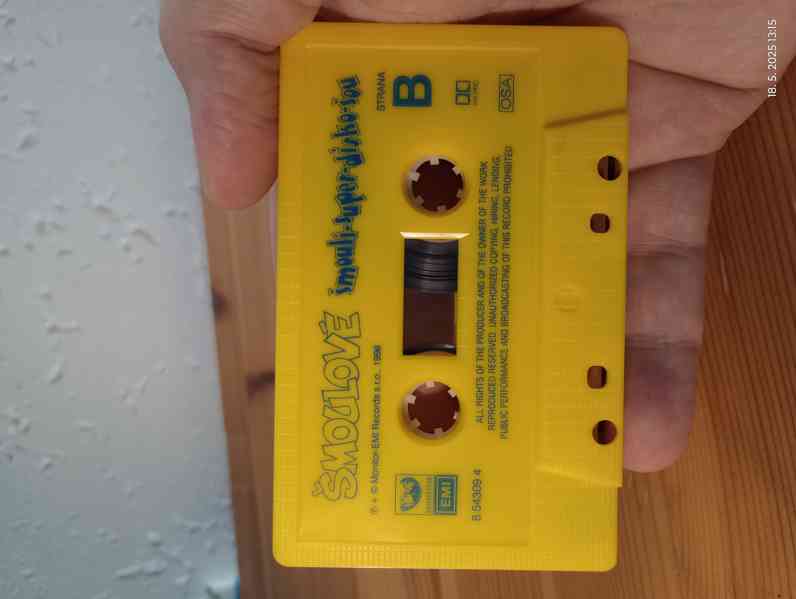 ŠMOULOVÉ
šmoulí-super-disko-šou
℗ + © Monitor-EMI Records s.r.o., 1996
STRANA
B
EMI
8 54309 4
ALL RIGHTS OF THE PRODUCER AND OF THE OWNER OF THE WORK
REPRODUCED RESERVED. UNAUTHORIZED COPYING, HIRING, LENDING,
PUBLIC PERFORMANCE AND BROADCASTING OF THIS RECORD PROHIBITED
OSA
18. 5. 2025 13:15